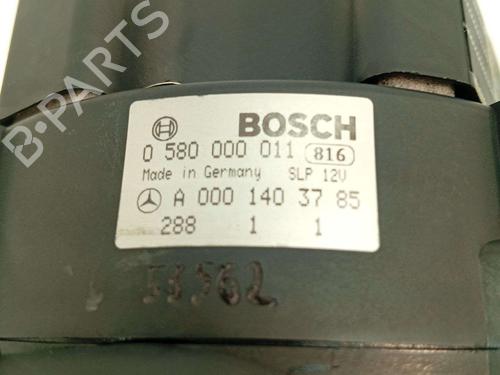 BOSCH
0 580 000 011 816
Made in Germany SLP 12V
A 000 140 37 85
288 1 1
53562
B-PARTS